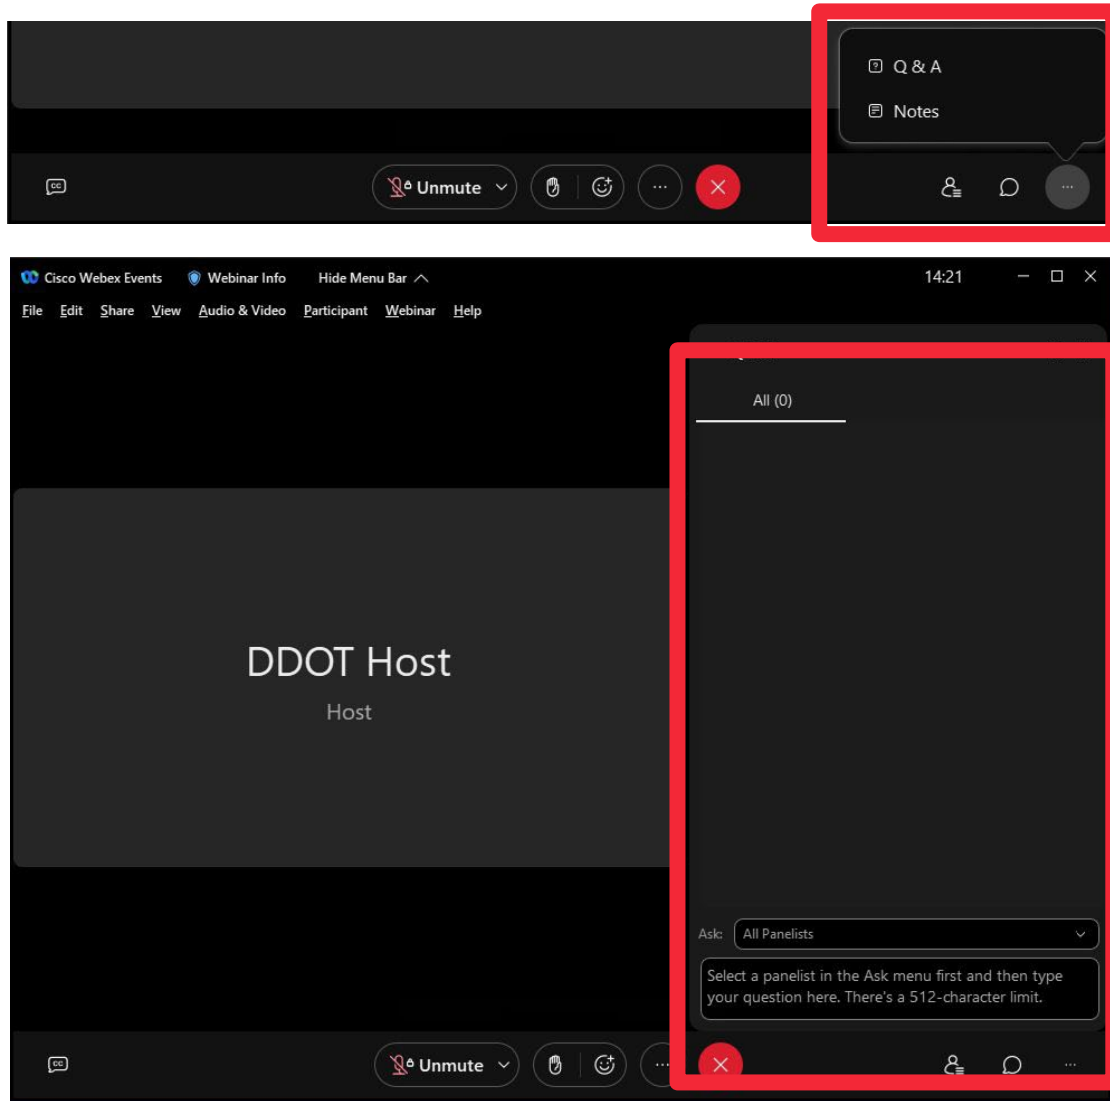 Q & A
Notes
CC
Unmute
Cisco Webex Events Webinar Info Hide Menu Bar 14:21
File Edit Share View Audio & Video Participant Webinar Help
All (0)
DDOT Host
Host
Ask: All Panelists
Select a panelist in the Ask menu first and then type
your question here. There's a 512-character limit.
CC
Unmute